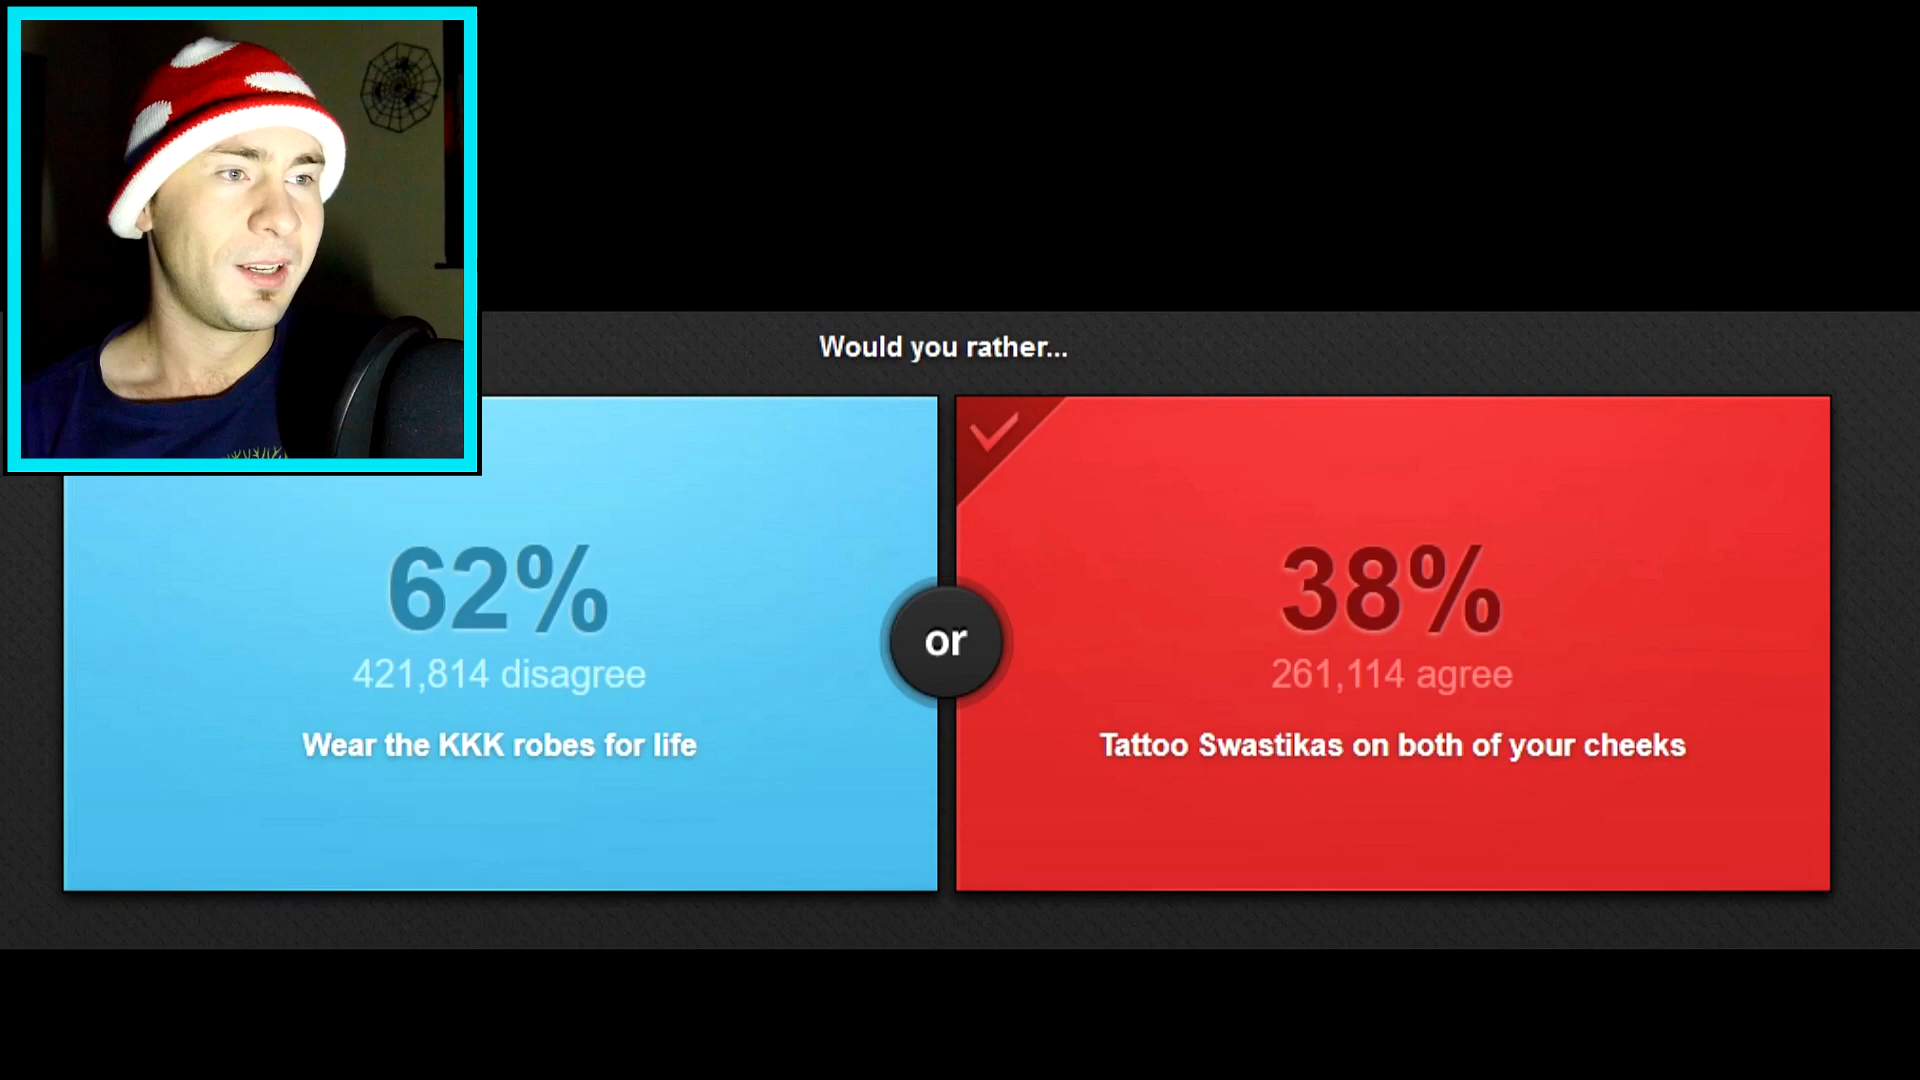 Would you rather...
62%
421,814 disagree
Wear the KKK robes for life
or
38%
261,114 agree
Tattoo Swastikas on both of your cheeks